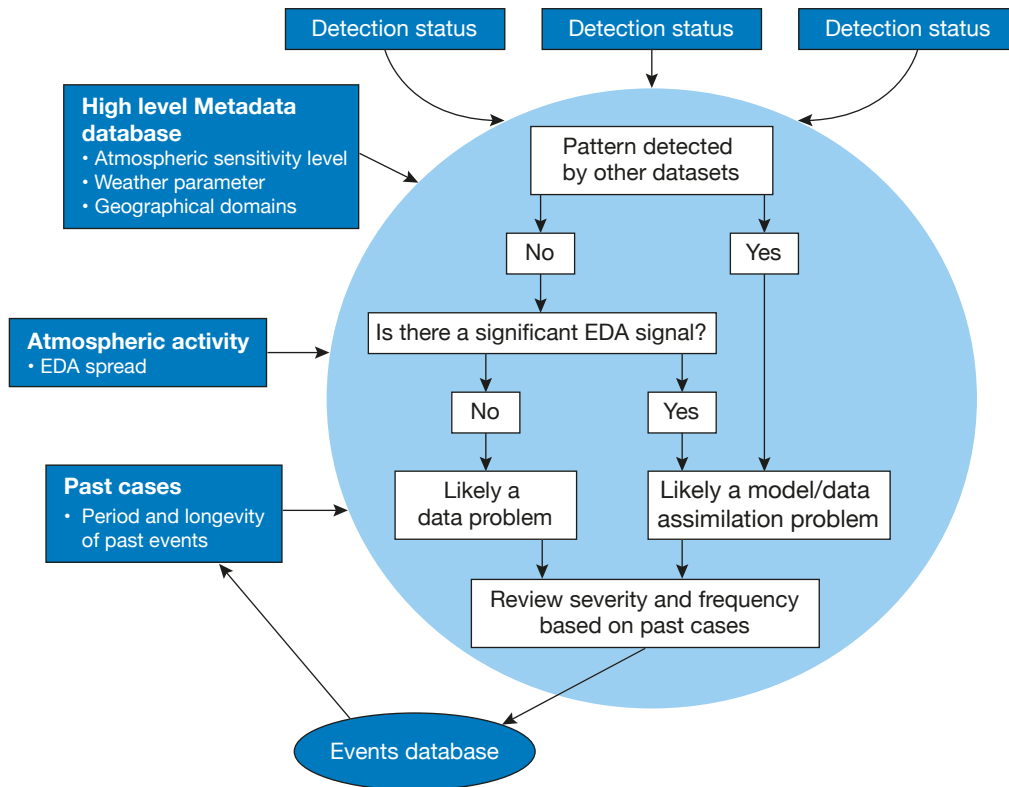 Detection status
Detection status
Detection status
High level Metadata
database
• Atmospheric sensitivity level
• Weather parameter
• Geographical domains
Pattern detected
by other datasets
No
Yes
Is there a significant EDA signal?
Atmospheric activity
• EDA spread
No
Yes
Past cases
• Period and longevity
of past events
Likely a
data problem
Likely a model/data
assimilation problem
Review severity and frequency
based on past cases
Events database